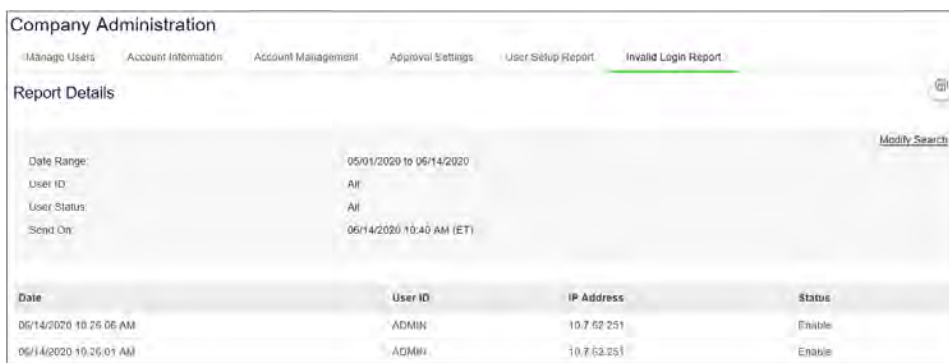 Company Administration
Manage Users Account Information Account Management Approval Settings User Setup Report Invalid Login Report
Report Details
Modify Search
Date Range: 05/01/2020 to 06/14/2020
User ID: All
User Status: All
Send On: 06/14/2020 10:40 AM (ET)
Date User ID IP Address Status
06/14/2020 10:26:06 AM ADMIN 10.7.62.251 Enable
06/14/2020 10:26:01 AM ADMIN 10.7.62.251 Enable